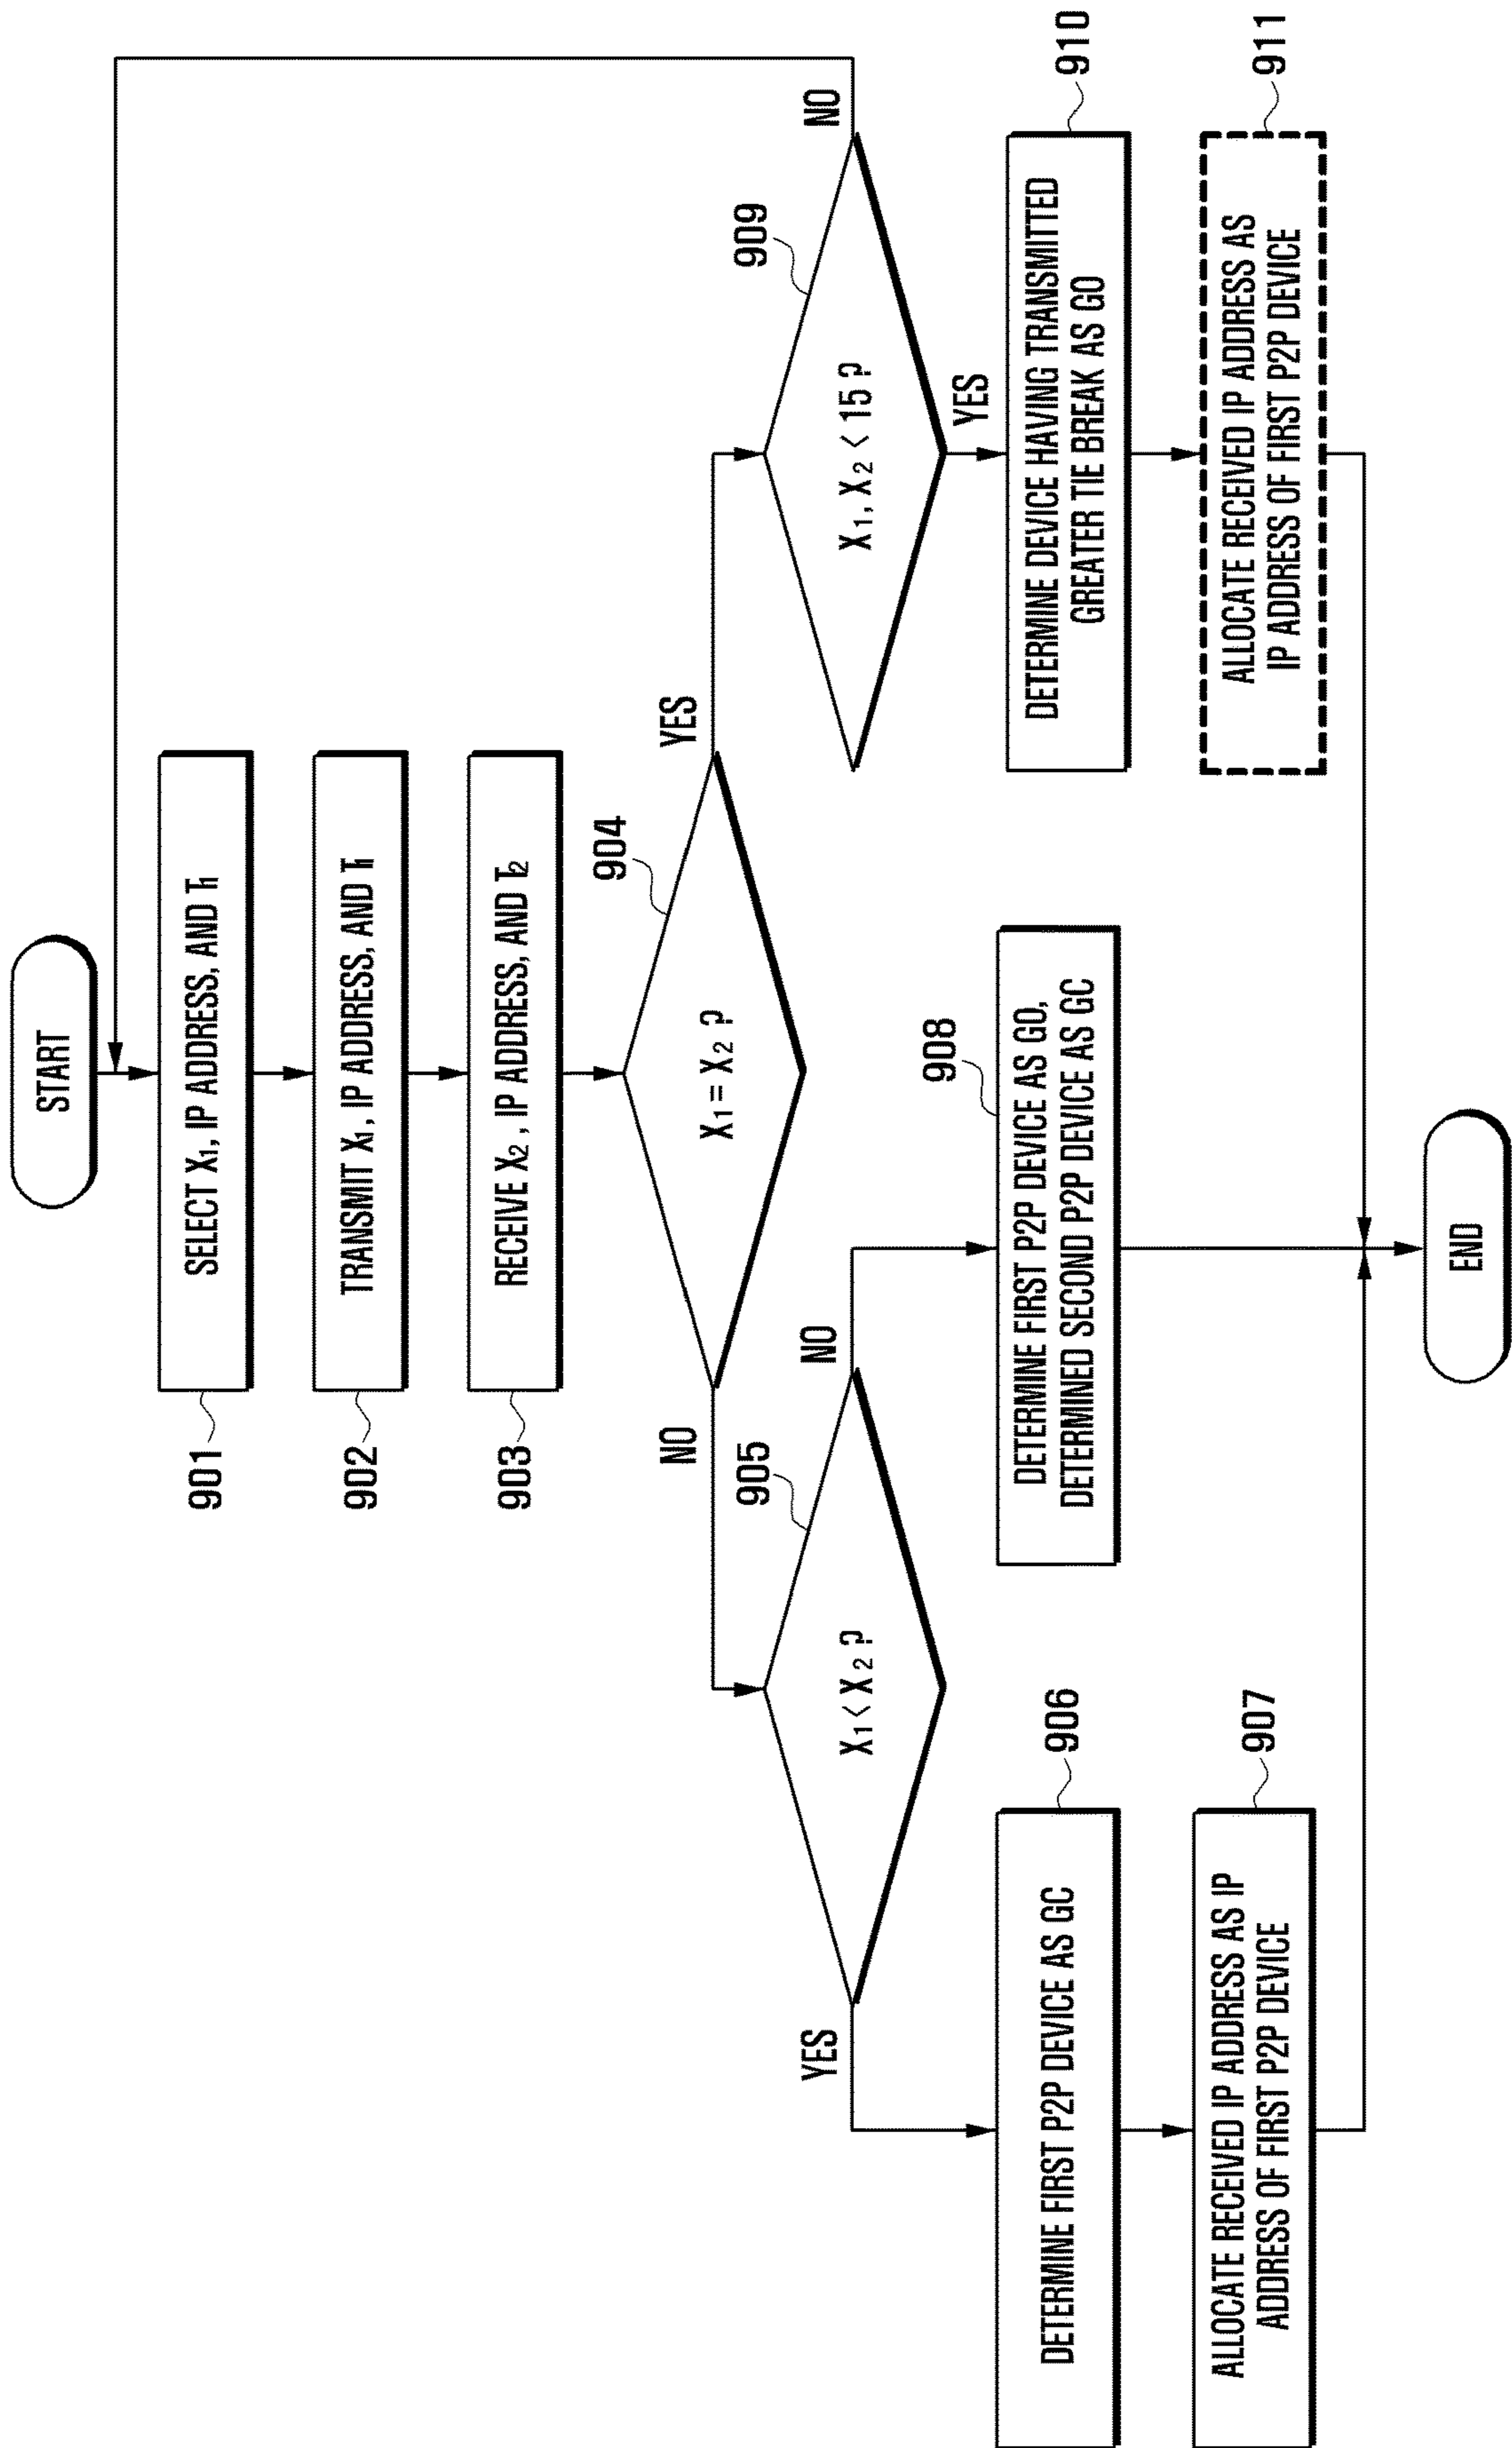 START
901
SELECT X1, IP ADDRESS, AND T1
902
TRANSMIT X1, IP ADDRESS, AND T1
903
RECEIVE X2, IP ADDRESS, AND T2
904
X1 = X2 ?
NO
YES
905
X1 < X2 ?
YES
NO
909
X1, X2 < 15 ?
NO
YES
906
DETERMINE FIRST P2P DEVICE AS GC
908
DETERMINE FIRST P2P DEVICE AS GO,
DETERMINED SECOND P2P DEVICE AS GC
910
DETERMINE DEVICE HAVING TRANSMITTED
GREATER TIE BREAK AS GO
907
ALLOCATE RECEIVED IP ADDRESS AS IP
ADDRESS OF FIRST P2P DEVICE
911
ALLOCATE RECEIVED IP ADDRESS AS
IP ADDRESS OF FIRST P2P DEVICE
END